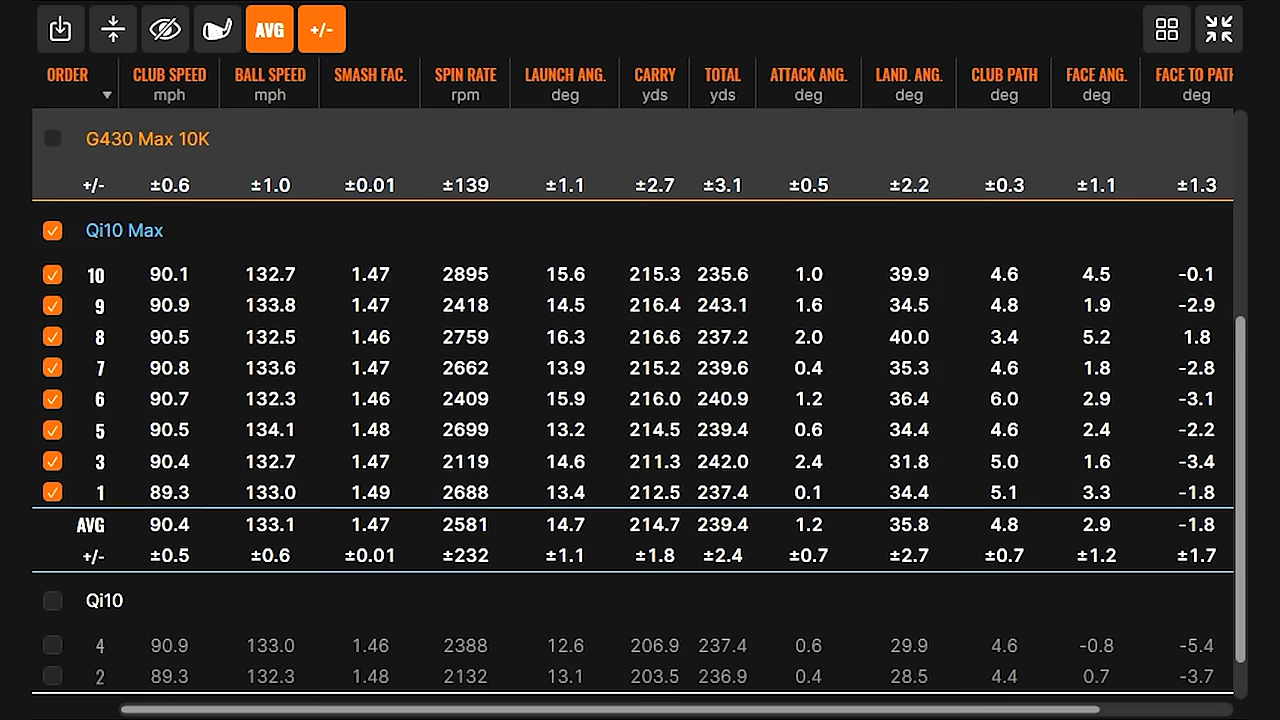 AVG +/-
ORDER CLUB SPEED BALL SPEED SMASH FAC. SPIN RATE LAUNCH ANG. CARRY TOTAL ATTACK ANG. LAND. ANG. CLUB PATH FACE ANG. FACE TO PATH
mph mph rpm deg yds yds deg deg deg deg deg
G430 Max 10K
+/- ±0.6 ±1.0 ±0.01 ±139 ±1.1 ±2.7 ±3.1 ±0.5 ±2.2 ±0.3 ±1.1 ±1.3
Qi10 Max
10 90.1 132.7 1.47 2895 15.6 215.3 235.6 1.0 39.9 4.6 4.5 -0.1
9 90.9 133.8 1.47 2418 14.5 216.4 243.1 1.6 34.5 4.8 1.9 -2.9
8 90.5 132.5 1.46 2759 16.3 216.6 237.2 2.0 40.0 3.4 5.2 1.8
7 90.8 133.6 1.47 2662 13.9 215.2 239.6 0.4 35.3 4.6 1.8 -2.8
6 90.7 132.3 1.46 2409 15.9 216.0 240.9 1.2 36.4 6.0 2.9 -3.1
5 90.5 134.1 1.48 2699 13.2 214.5 239.4 0.6 34.4 4.6 2.4 -2.2
3 90.4 132.7 1.47 2119 14.6 211.3 242.0 2.4 31.8 5.0 1.6 -3.4
1 89.3 133.0 1.49 2688 13.4 212.5 237.4 0.1 34.4 5.1 3.3 -1.8
AVG 90.4 133.1 1.47 2581 14.7 214.7 239.4 1.2 35.8 4.8 2.9 -1.8
+/- ±0.5 ±0.6 ±0.01 ±232 ±1.1 ±1.8 ±2.4 ±0.7 ±2.7 ±0.7 ±1.2 ±1.7
Qi10
4 90.9 133.0 1.46 2388 12.6 206.9 237.4 0.6 29.9 4.6 -0.8 -5.4
2 89.3 132.3 1.48 2132 13.1 203.5 236.9 0.4 28.5 4.4 0.7 -3.7